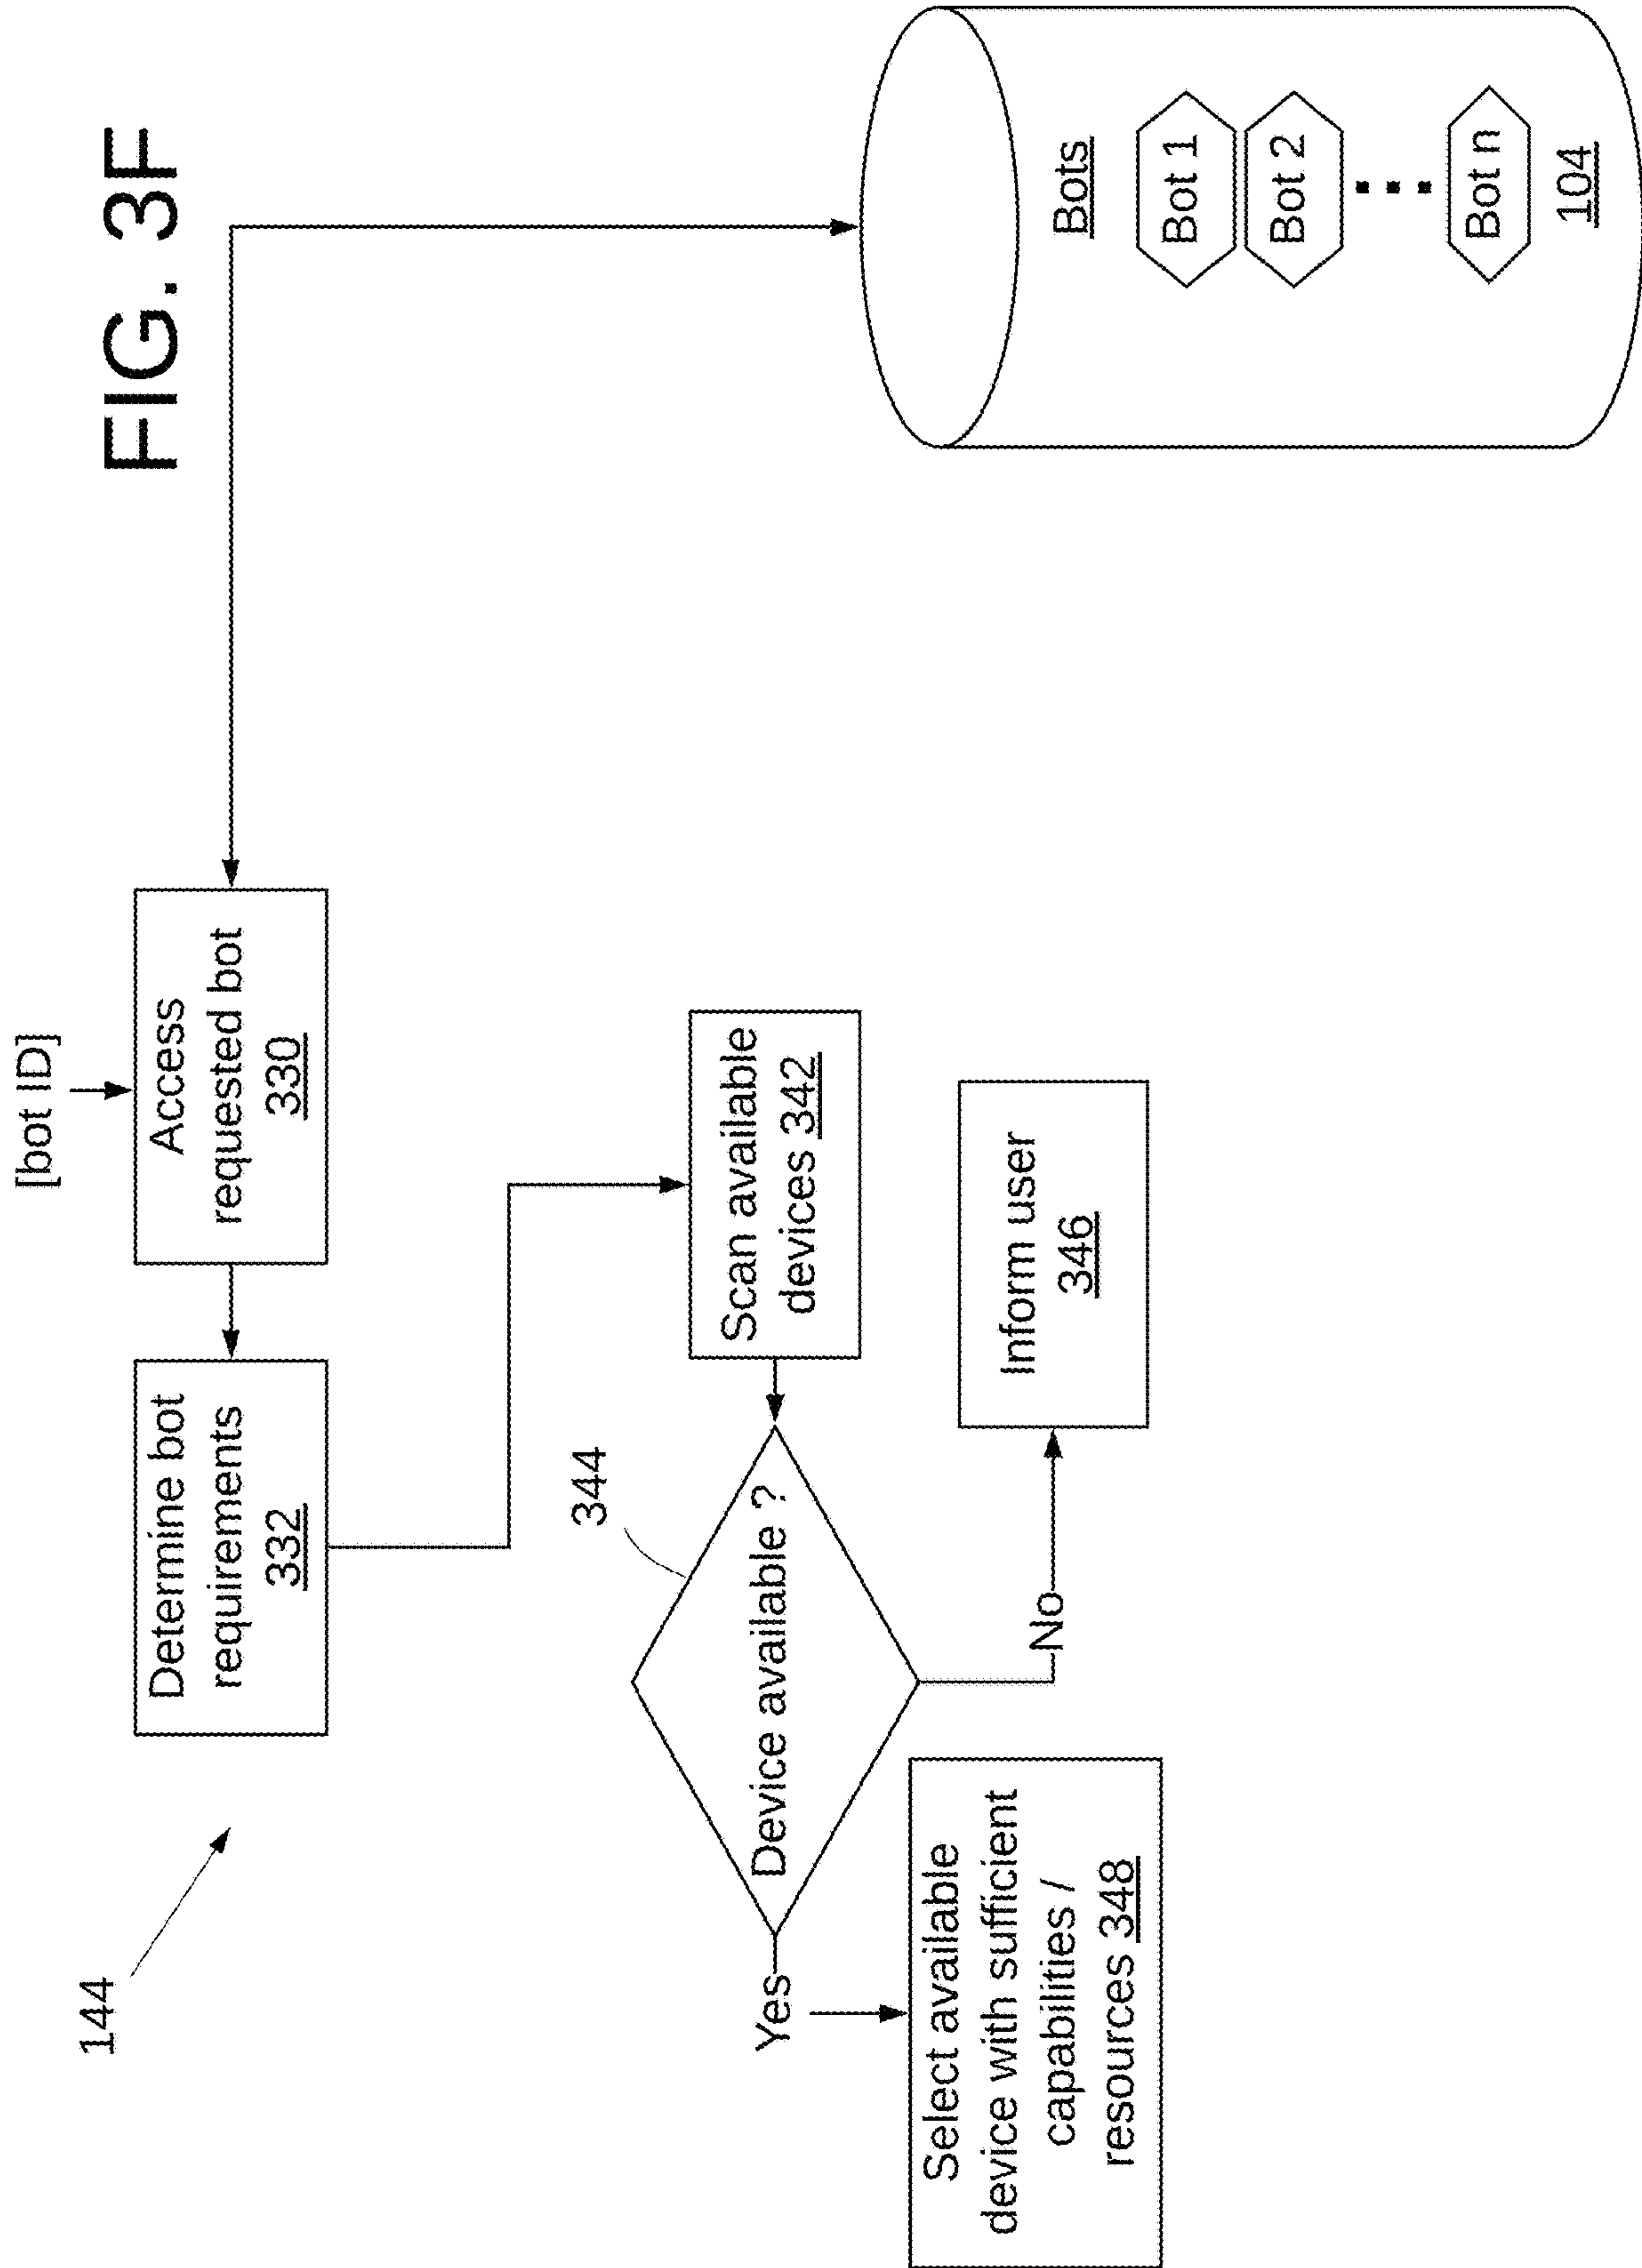 FIG. 3F
144
[bot ID]
Access
requested bot
330
Determine bot
requirements
332
Scan available
devices 342
344
Device available ?
Yes
No
Inform user
346
Select available
device with sufficient
capabilities /
resources 348
Bots
Bot 1
Bot 2
Bot n
104